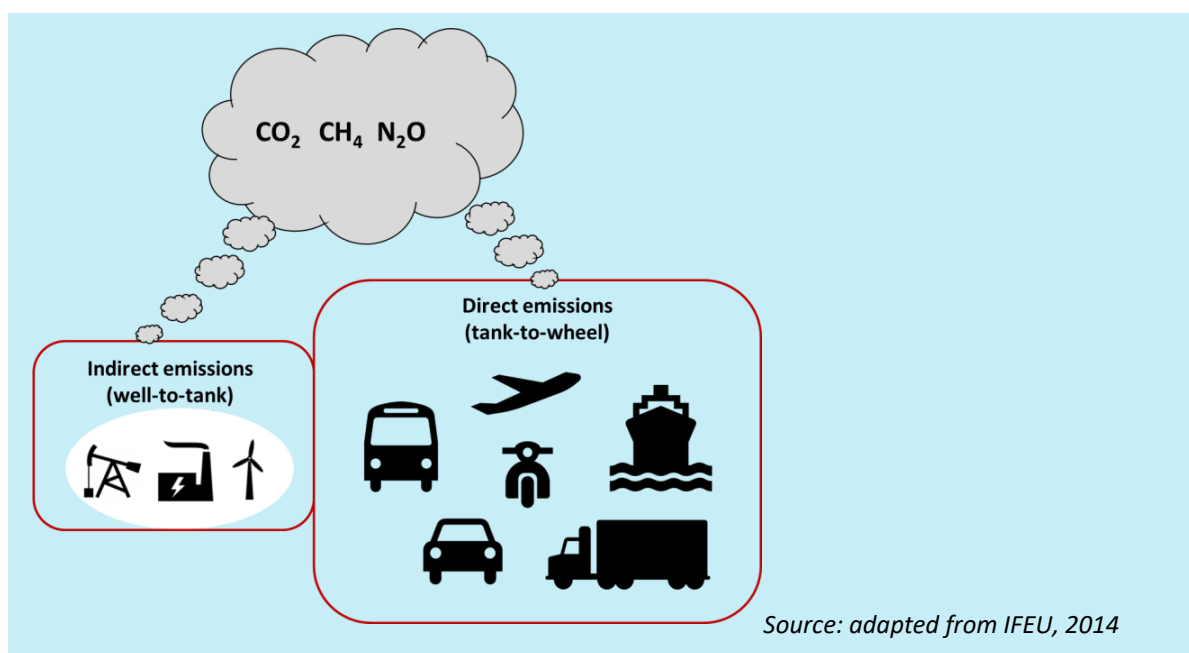 CO₂ CH₄ N₂O
Direct emissions
(tank-to-wheel)
Indirect emissions
(well-to-tank)
Source: adapted from IFEU, 2014